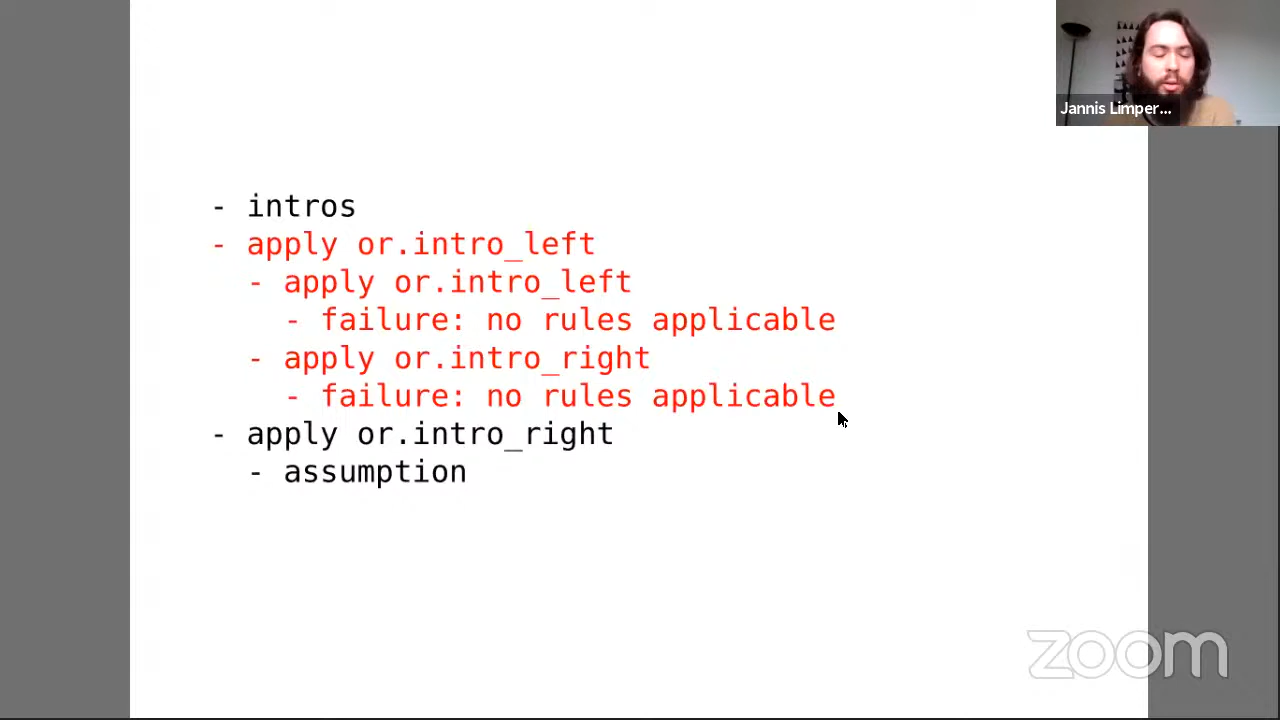 Jannis Limper...
- intros
- apply or.intro_left
- apply or.intro_left
- failure: no rules applicable
- apply or.intro_right
- failure: no rules applicable
- apply or.intro_right
- assumption
zoom